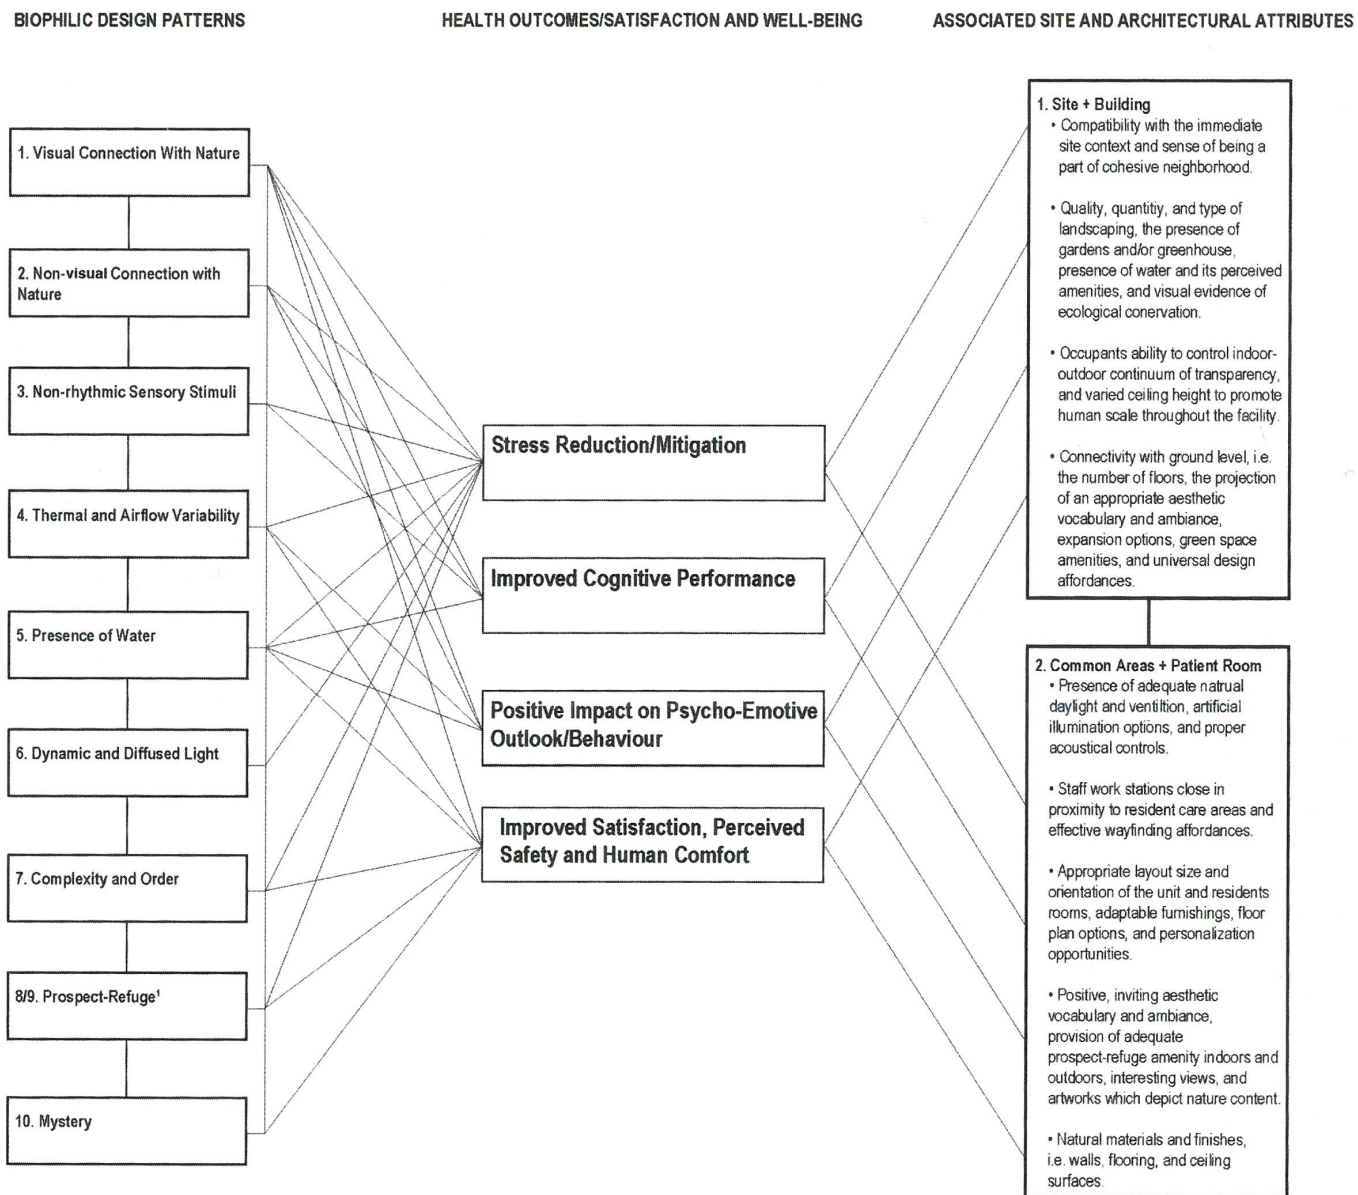 BIOPHILIC DESIGN PATTERNS
HEALTH OUTCOMES/SATISFACTION AND WELL-BEING
ASSOCIATED SITE AND ARCHITECTURAL ATTRIBUTES
1. Visual Connection With Nature
2. Non-visual Connection with
Nature
3. Non-rhythmic Sensory Stimuli
4. Thermal and Airflow Variability
5. Presence of Water
6. Dynamic and Diffused Light
7. Complexity and Order
8/9. Prospect-Refuge¹
10. Mystery
Stress Reduction/Mitigation
Improved Cognitive Performance
Positive Impact on Psycho-Emotive
Outlook/Behaviour
Improved Satisfaction, Perceived
Safety and Human Comfort
1. Site + Building
• Compatibility with the immediate
site context and sense of being a
part of cohesive neighborhood.
• Quality, quantitiy, and type of
landscaping, the presence of
gardens and/or greenhouse,
presence of water and its perceived
amenities, and visual evidence of
ecological conervation.
• Occupants ability to control indoor-
outdoor continuum of transparency,
and varied ceiling height to promote
human scale throughout the facility.
• Connectivity with ground level, i.e.
the number of floors, the projection
of an appropriate aesthetic
vocabulary and ambiance,
expansion options, green space
amenities, and universal design
affordances.
2. Common Areas + Patient Room
• Presence of adequate natrual
daylight and ventiltion, artificial
illumination options, and proper
acoustical controls.
• Staff work stations close in
proximity to resident care areas and
effective wayfinding affordances.
• Appropriate layout size and
orientation of the unit and residents
rooms, adaptable furnishings, floor
plan options, and personalization
opportunities.
• Positive, inviting aesthetic
vocabulary and ambiance,
provision of adequate
prospect-refuge amenity indoors and
outdoors, interesting views, and
artworks which depict nature content.
• Natural materials and finishes,
i.e. walls, flooring, and ceiling
surfaces.